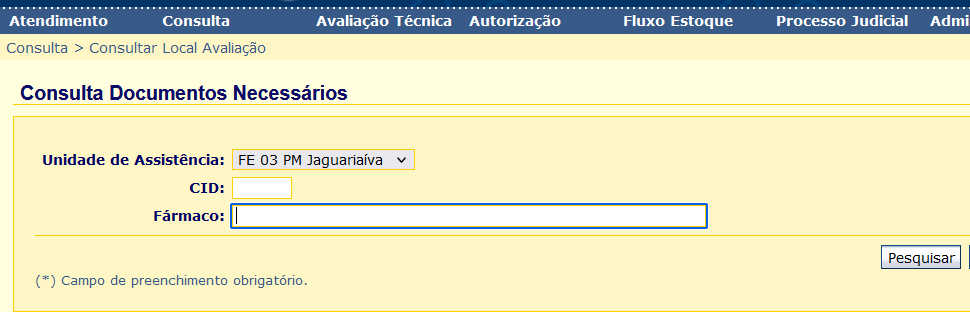 Atendimento Consulta Avaliação Técnica Autorização Fluxo Estoque Processo Judicial Admi
Consulta > Consultar Local Avaliação
Consulta Documentos Necessários
Unidade de Assistência: FE 03 PM Jaguariaíva
CID:
Fármaco:
Pesquisar
(*) Campo de preenchimento obrigatório.